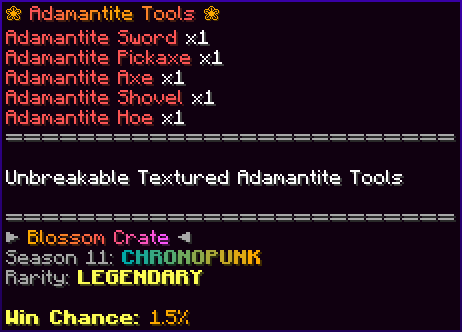 ❀ Adamantite Tools ❀
Adamantite Sword x1
Adamantite Pickaxe x1
Adamantite Axe x1
Adamantite Shovel x1
Adamantite Hoe x1
==============================
Unbreakable Textured Adamantite Tools
==============================
▶ Blossom Crate ◀
Season 11: CHRONOPUNK
Rarity: LEGENDARY
Win Chance: 1.5%